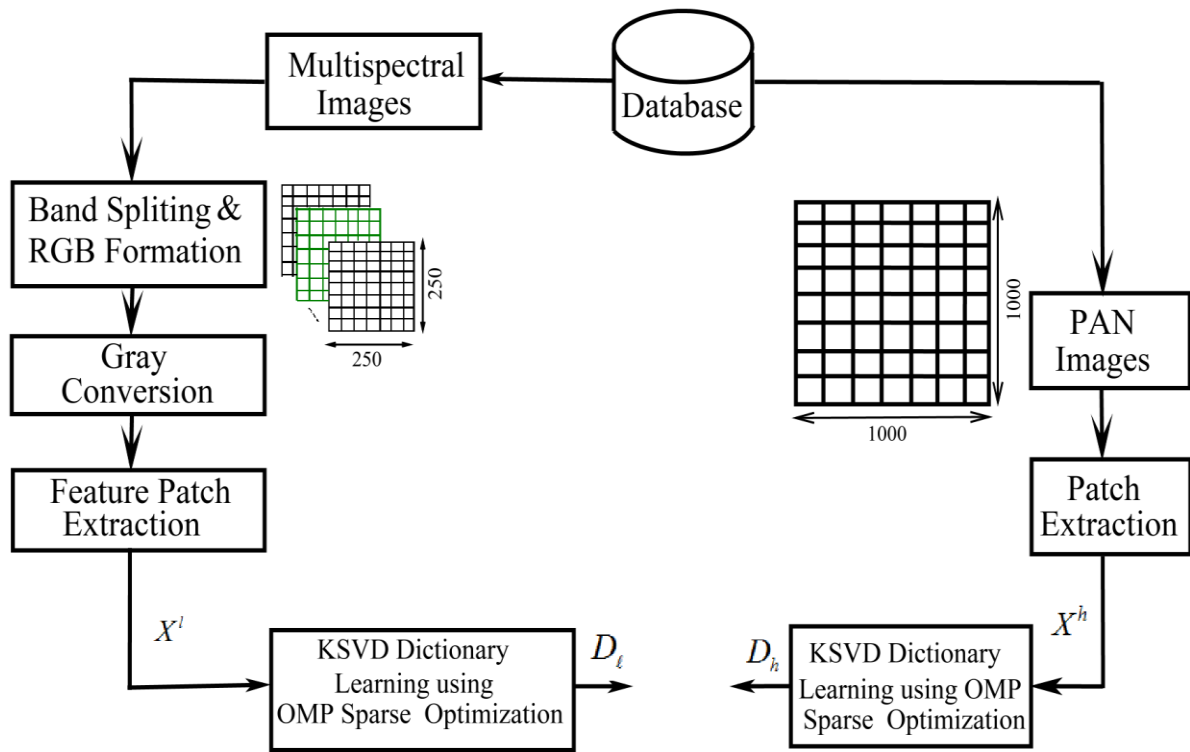 Multispectral
Images
Database
Band Spliting &
RGB Formation
250
250
1000
1000
Gray
Conversion
PAN
Images
Feature Patch
Extraction
Patch
Extraction
X^l
X^h
KSVD Dictionary
Learning using
OMP Sparse Optimization
D_ℓ
D_h
KSVD Dictionary
Learning using OMP
Sparse Optimization